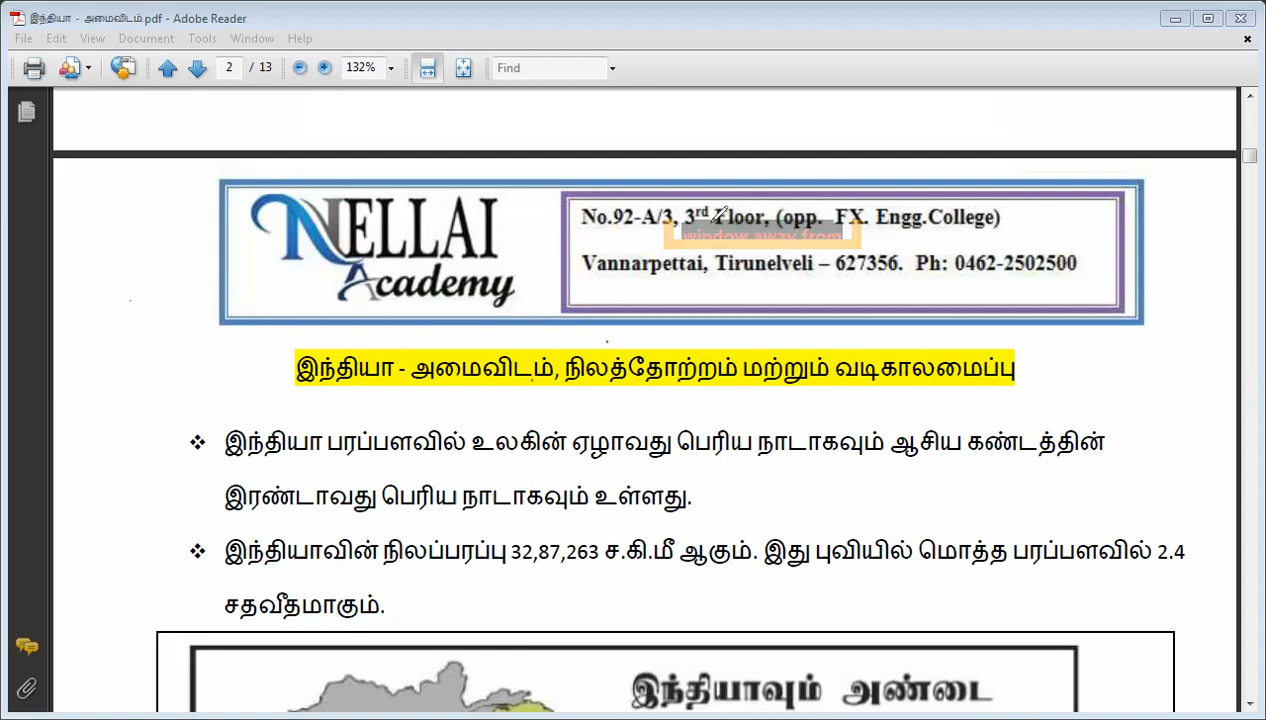 இந்தியா - அமைவிடம்.pdf - Adobe Reader
File Edit View Document Tools Window Help
2 / 13 132% Find
NELLAI
Academy
No.92-A/3, 3rd Floor, (opp. FX. Engg.College)
window away from
Vannarpettai, Tirunelveli – 627356. Ph: 0462-2502500
இந்தியா - அமைவிடம், நிலத்தோற்றம் மற்றும் வடிகாலமைப்பு
❖ இந்தியா பரப்பளவில் உலகின் ஏழாவது பெரிய நாடாகவும் ஆசிய கண்டத்தின்
இரண்டாவது பெரிய நாடாகவும் உள்ளது.
❖ இந்தியாவின் நிலப்பரப்பு 32,87,263 ச.கி.மீ ஆகும். இது புவியில் மொத்த பரப்பளவில் 2.4
சதவீதமாகும்.
இந்தியாவும் அண்டை